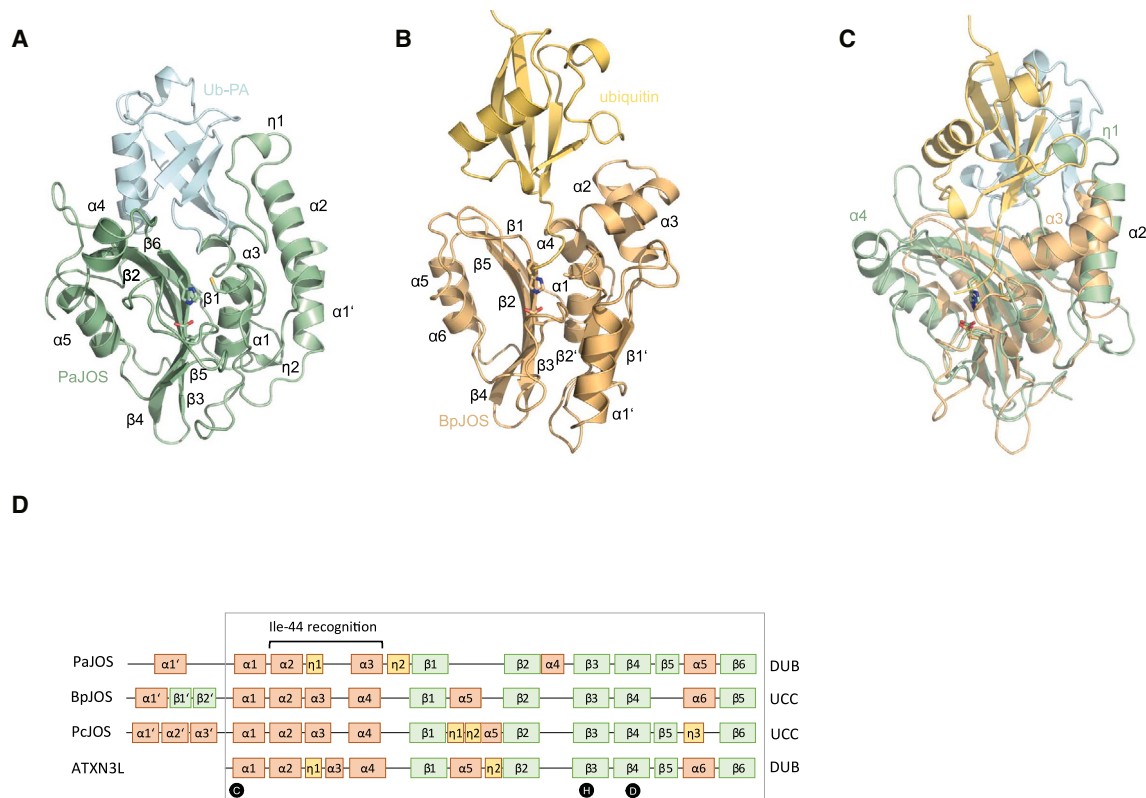 A
B
C
Ub-PA
η1
α4
α2
β6
α3
β2
β1
α5
α1‘
α1
PaJOS
β5
η2
β3
β4
ubiquitin
α2
β1
α3
α4
β5
α5
α1
β2
α6
β2‘
β1‘
β3
β4
BpJOS
α1‘
η1
α4
α3
α2
D
Ile-44 recognition
PaJOS α1‘ α1 α2 η1 α3 η2 β1 β2 α4 β3 β4 β5 α5 β6 DUB
BpJOS α1‘ β1‘ β2‘ α1 α2 α3 α4 β1 α5 β2 β3 β4 α6 β5 UCC
PcJOS α1‘ α2‘ α3‘ α1 α2 α3 α4 β1 η1 η2 α5 β2 β3 β4 β5 η3 β6 UCC
ATXN3L α1 α2 η1 α3 α4 β1 α5 η2 β2 β3 β4 β5 α6 β6 DUB
C H D